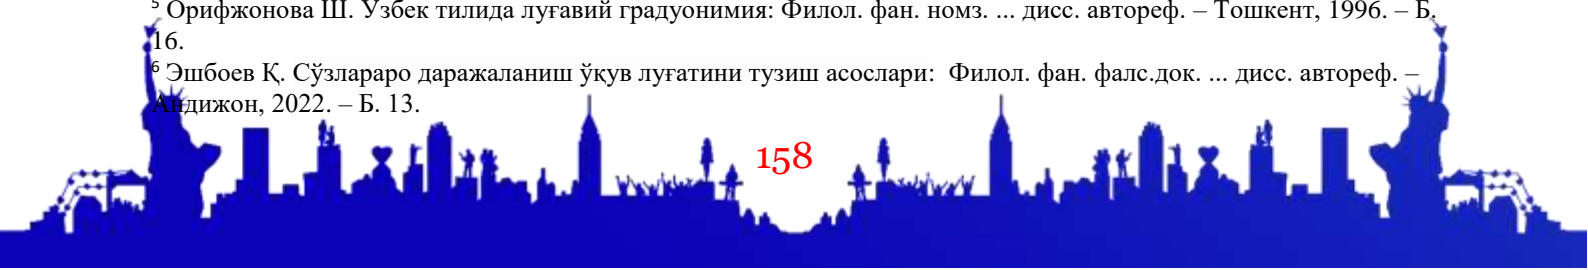 ⁵ Орифжонова Ш. Ўзбек тилида луғавий градуонимия: Филол. фан. номз. ... дисс. автореф. – Тошкент, 1996. – Б.
16.
⁶ Эшбоев Қ. Сўзлараро даражаланиш ўқув луғатини тузиш асослари: Филол. фан. фалс.док. ... дисс. автореф. –
Андижон, 2022. – Б. 13.
158